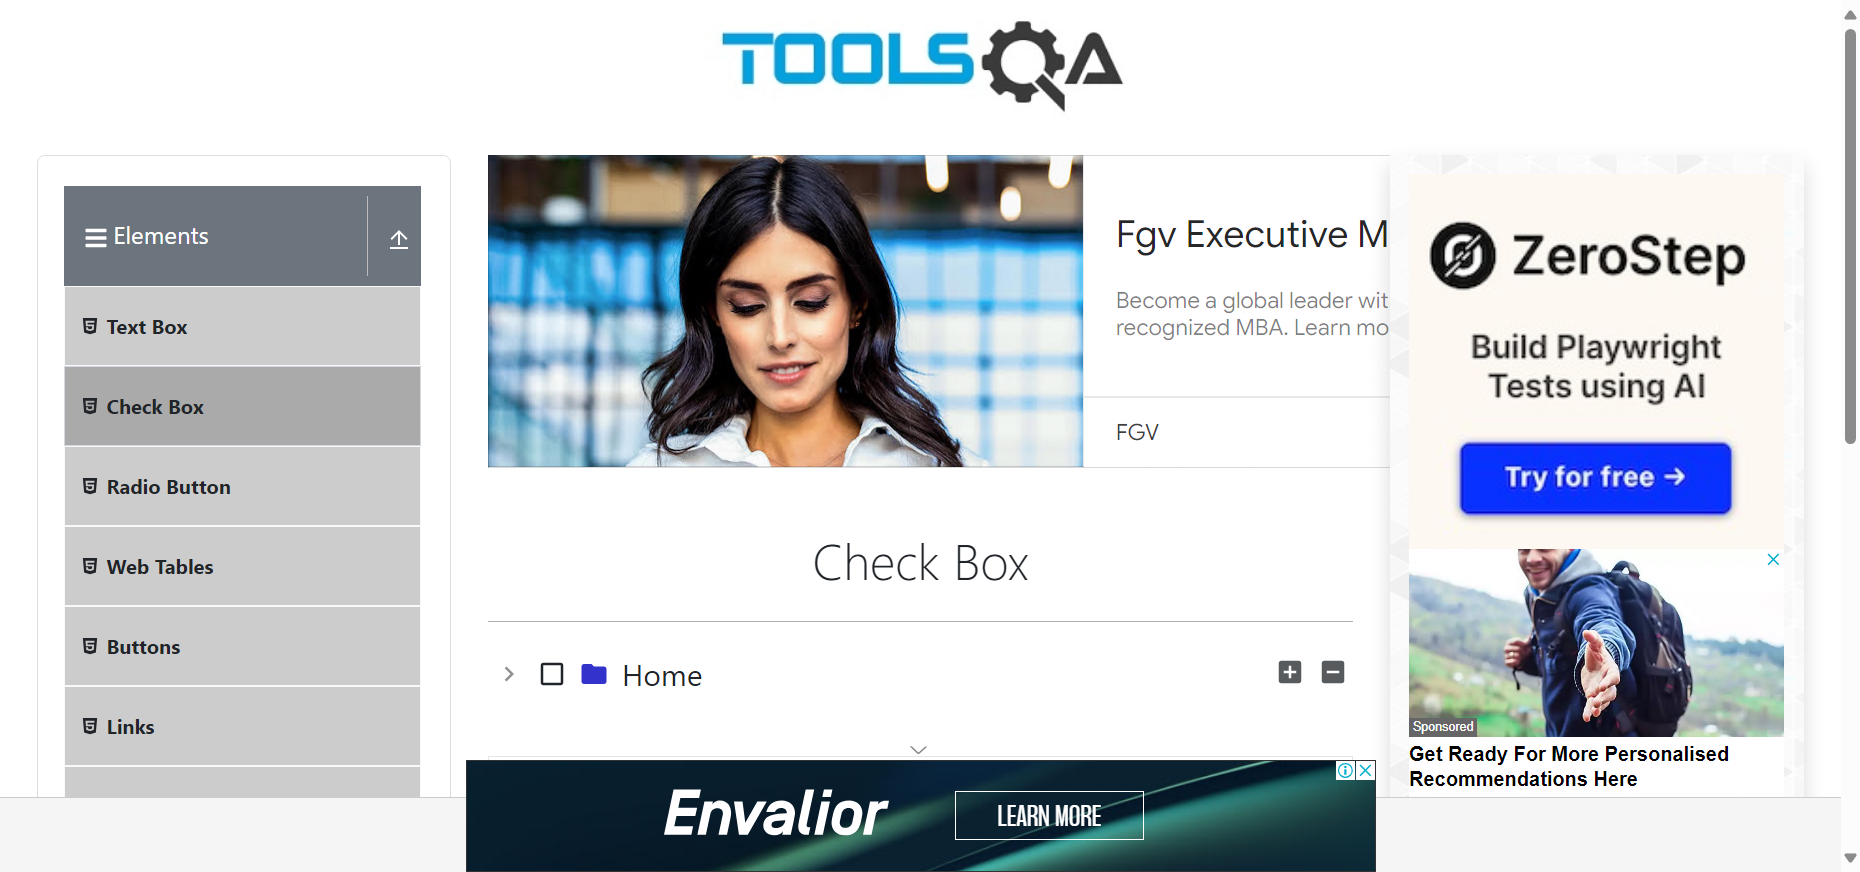 TOOLSQA
Elements
Text Box
Check Box
Radio Button
Web Tables
Buttons
Links
Fgv Executive M
Become a global leader wit
recognized MBA. Learn mo
FGV
Check Box
Home
ZeroStep
Build Playwright
Tests using AI
Try for free →
Sponsored
Get Ready For More Personalised
Recommendations Here
Envalior
LEARN MORE